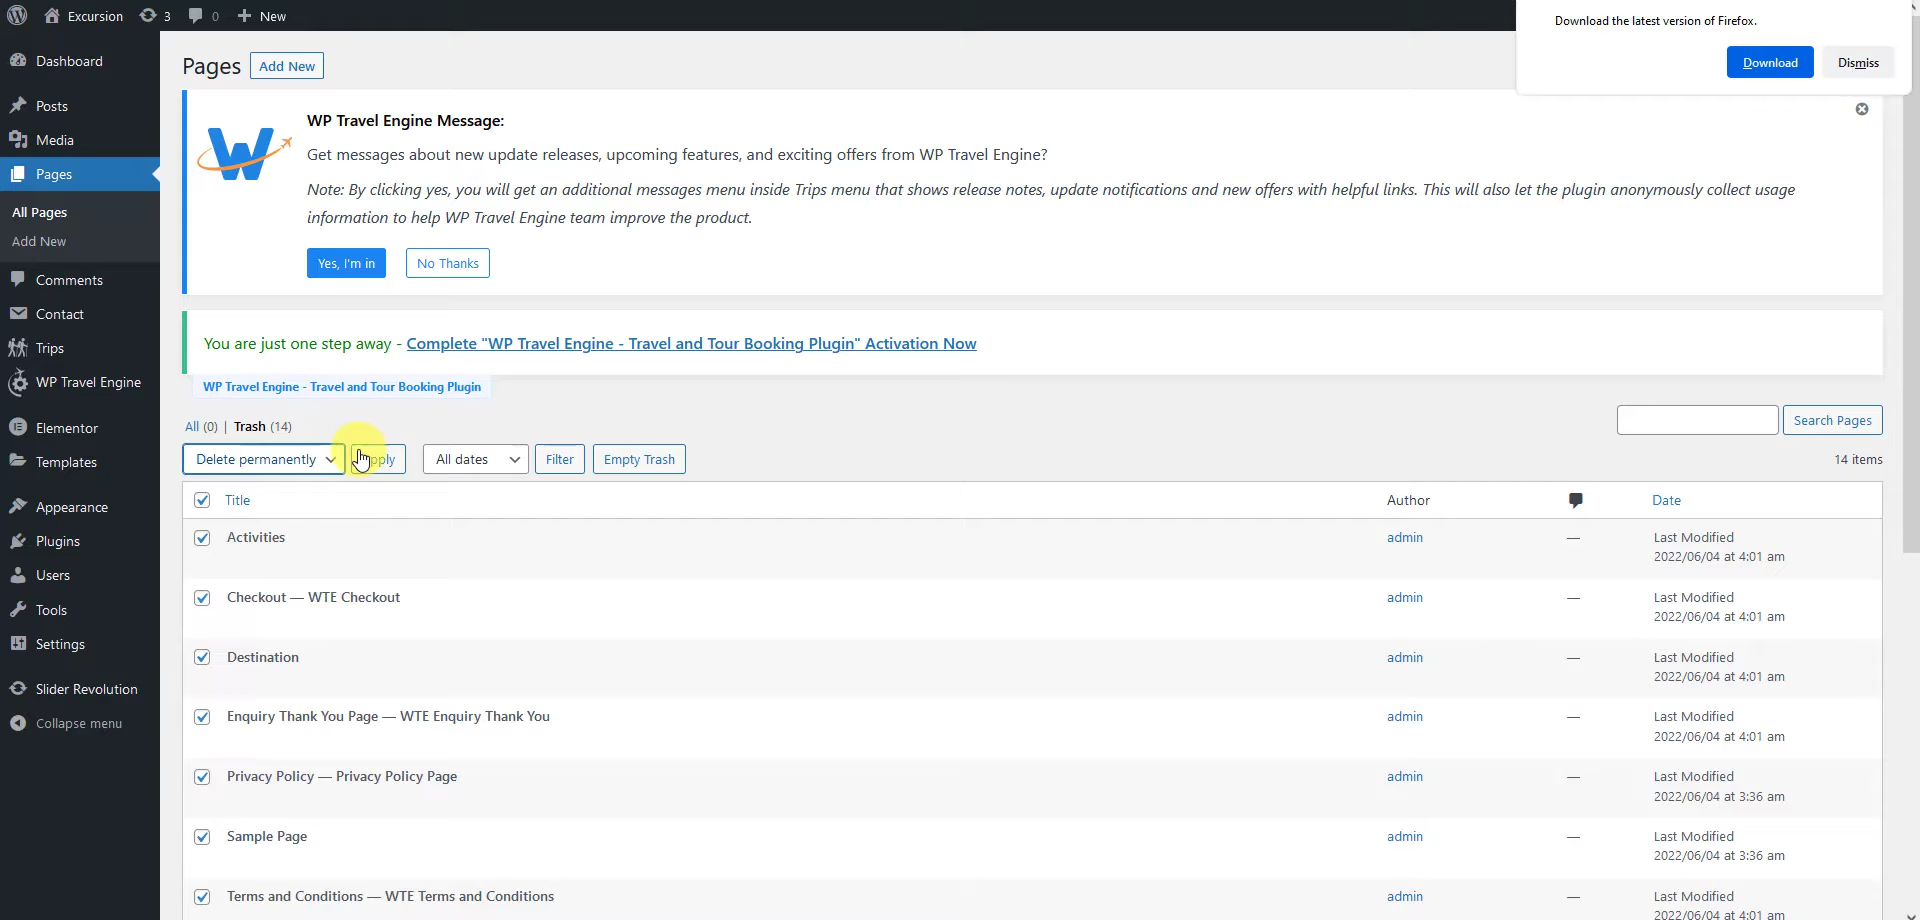 Excursion
3
0
New
Download the latest version of Firefox.
Download
Dismiss
Dashboard
Posts
Media
Pages
All Pages
Add New
Comments
Contact
Trips
WP Travel Engine
Elementor
Templates
Appearance
Plugins
Users
Tools
Settings
Slider Revolution
Collapse menu
Pages
Add New
WP Travel Engine Message:
Get messages about new update releases, upcoming features, and exciting offers from WP Travel Engine?
Note: By clicking yes, you will get an additional messages menu inside Trips menu that shows release notes, update notifications and new offers with helpful links. This will also let the plugin anonymously collect usage
information to help WP Travel Engine team improve the product.
Yes, I'm in
No Thanks
You are just one step away - Complete "WP Travel Engine - Travel and Tour Booking Plugin" Activation Now
WP Travel Engine - Travel and Tour Booking Plugin
All (0) | Trash (14)
Search Pages
Delete permanently
Apply
All dates
Filter
Empty Trash
14 items
Title
Author
Date
Activities
admin
—
Last Modified
2022/06/04 at 4:01 am
Checkout — WTE Checkout
admin
—
Last Modified
2022/06/04 at 4:01 am
Destination
admin
—
Last Modified
2022/06/04 at 4:01 am
Enquiry Thank You Page — WTE Enquiry Thank You
admin
—
Last Modified
2022/06/04 at 4:01 am
Privacy Policy — Privacy Policy Page
admin
—
Last Modified
2022/06/04 at 3:36 am
Sample Page
admin
—
Last Modified
2022/06/04 at 3:36 am
Terms and Conditions — WTE Terms and Conditions
admin
—
Last Modified
2022/06/04 at 4:01 am